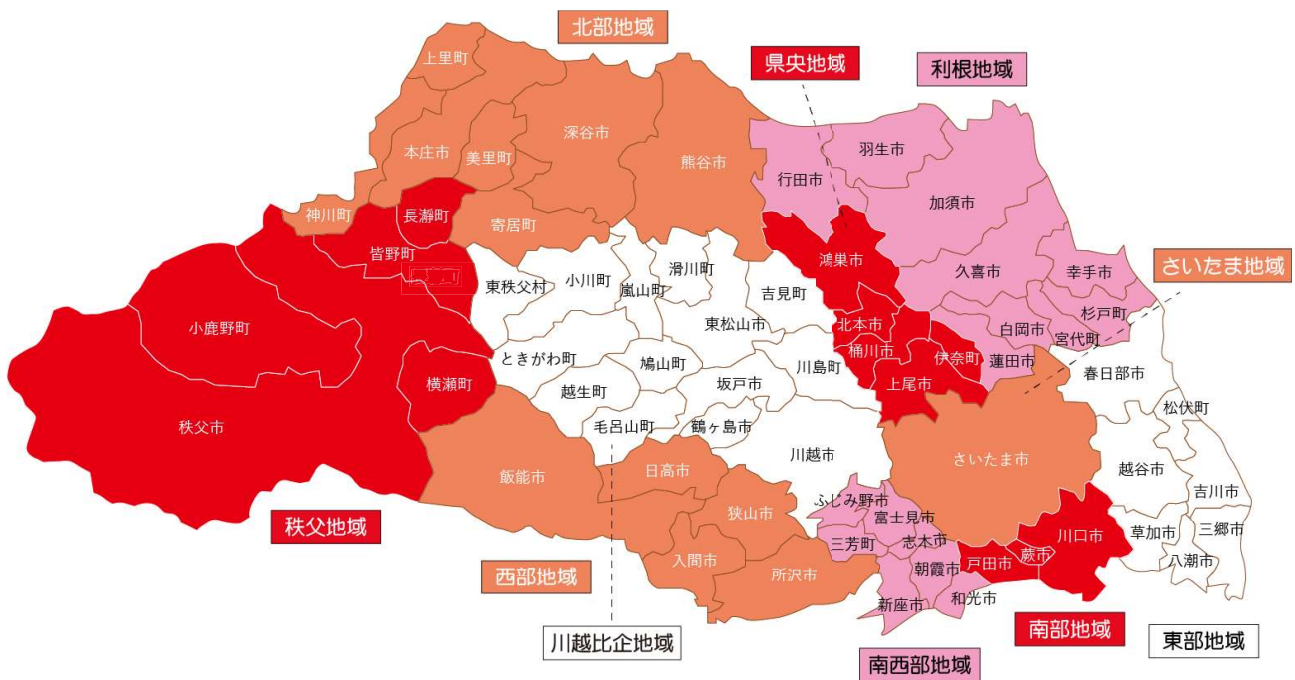 北部地域
上里町
県央地域
利根地域
深谷市
本庄市
美里町
熊谷市
羽生市
行田市
加須市
長瀞町
神川町
寄居町
皆野町
鴻巣市
久喜市
幸手市
さいたま地域
東秩父村
小川町
嵐山町
滑川町
吉見町
杉戸町
小鹿野町
東松山市
北本市
白岡市
宮代町
桶川市
伊奈町
蓮田市
ときがわ町
鳩山町
川島町
春日部市
横瀬町
越生町
坂戸市
上尾市
松伏町
秩父市
毛呂山町
鶴ヶ島市
川越市
さいたま市
越谷市
飯能市
日高市
吉川市
ふじみ野市
狭山市
富士見市
秩父地域
三芳町
志木市
川口市
草加市
三郷市
入間市
所沢市
朝霞市
戸田市
蕨市
八潮市
西部地域
新座市
和光市
川越比企地域
南部地域
東部地域
南西部地域